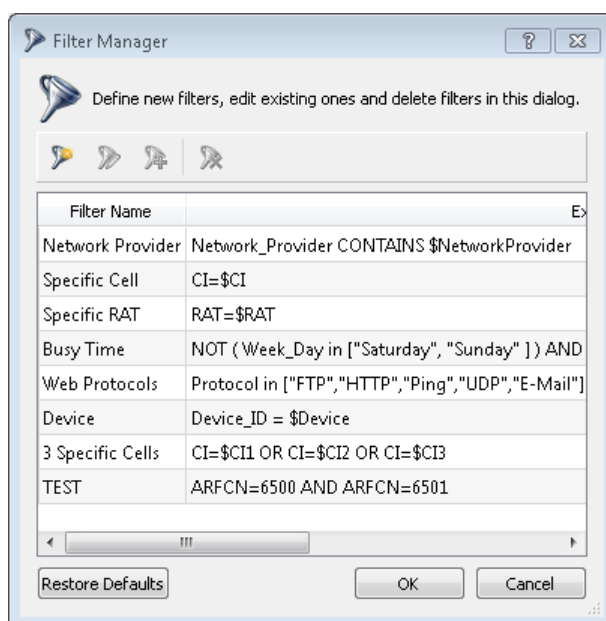 Filter Manager
Define new filters, edit existing ones and delete filters in this dialog.
Filter Name Ex
Network Provider Network_Provider CONTAINS $NetworkProvider
Specific Cell CI=$CI
Specific RAT RAT=$RAT
Busy Time NOT ( Week_Day in ["Saturday", "Sunday" ] ) AND
Web Protocols Protocol in ["FTP","HTTP","Ping","UDP","E-Mail"]
Device Device_ID = $Device
3 Specific Cells CI=$CI1 OR CI=$CI2 OR CI=$CI3
TEST ARFCN=6500 AND ARFCN=6501
Restore Defaults OK Cancel